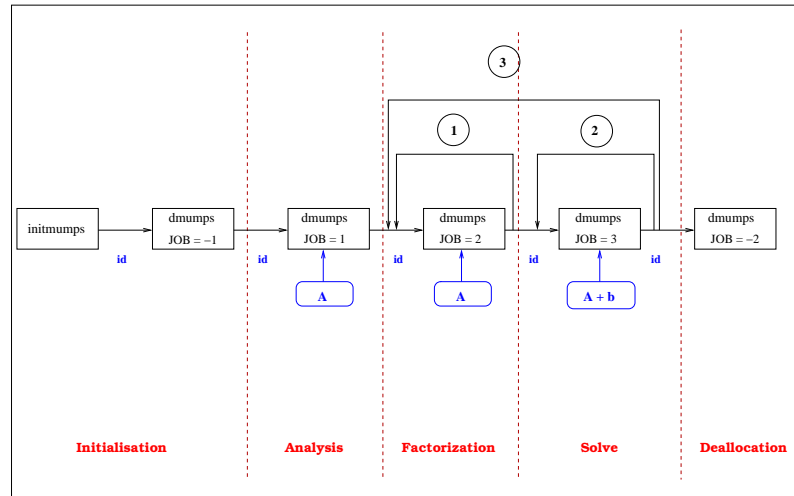 3
1
2
initmumps
dmumps
JOB = −1
dmumps
JOB = 1
dmumps
JOB = 2
dmumps
JOB = 3
dmumps
JOB = −2
id
id
id
id
id
A
A
A + b
Initialisation
Analysis
Factorization
Solve
Deallocation